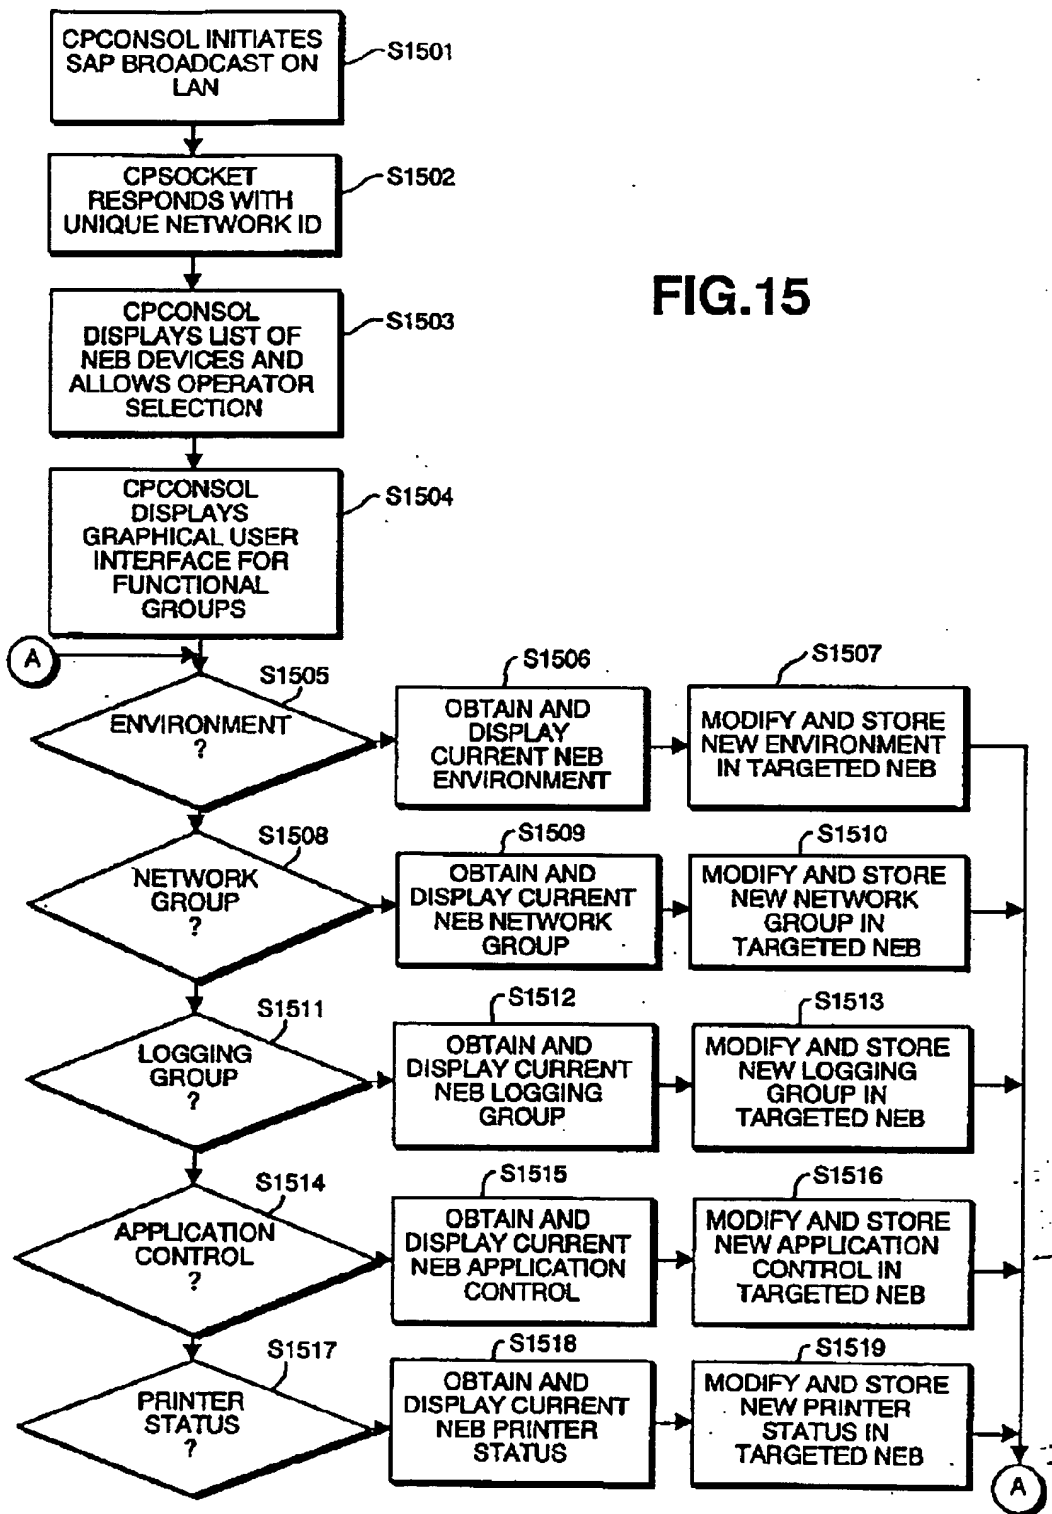 CPCONSOL INITIATES
SAP BROADCAST ON
LAN
S1501
CPSOCKET
RESPONDS WITH
UNIQUE NETWORK ID
S1502
CPCONSOL
DISPLAYS LIST OF
NEB DEVICES AND
ALLOWS OPERATOR
SELECTION
S1503
FIG.15
CPCONSOL
DISPLAYS
GRAPHICAL USER
INTERFACE FOR
FUNCTIONAL
GROUPS
S1504
A
ENVIRONMENT
?
S1505
OBTAIN AND
DISPLAY
CURRENT NEB
ENVIRONMENT
S1506
MODIFY AND STORE
NEW ENVIRONMENT
IN TARGETED NEB
S1507
NETWORK
GROUP
?
S1508
OBTAIN AND
DISPLAY CURRENT
NEB NETWORK
GROUP
S1509
MODIFY AND STORE
NEW NETWORK
GROUP IN
TARGETED NEB
S1510
LOGGING
GROUP
?
S1511
OBTAIN AND
DISPLAY CURRENT
NEB LOGGING
GROUP
S1512
MODIFY AND STORE
NEW LOGGING
GROUP IN
TARGETED NEB
S1513
APPLICATION
CONTROL
?
S1514
OBTAIN AND
DISPLAY CURRENT
NEB APPLICATION
CONTROL
S1515
MODIFY AND STORE
NEW APPLICATION
CONTROL IN
TARGETED NEB
S1516
PRINTER
STATUS
?
S1517
OBTAIN AND
DISPLAY CURRENT
NEB PRINTER
STATUS
S1518
MODIFY AND STORE
NEW PRINTER
STATUS IN
TARGETED NEB
S1519
A